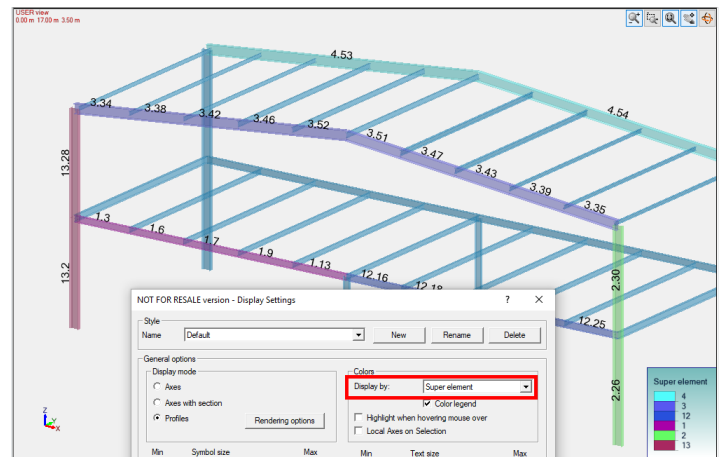 USER view
0.00 m 17.00 m 3.50 m
4.53
4.54
3.34
3.38
3.42
3.46
3.52
3.51
3.47
3.43
3.39
3.35
13.28
1.3
1.6
1.7
1.9
1.13
12.16
12.18
12.25
2.30
13.2
2.26
NOT FOR RESALE version - Display Settings
?
×
Style
Name
Default
New
Rename
Delete
General options
Display mode
Axes
Axes with section
Profiles
Rendering options
Min
Symbol size
Max
Colors
Display by:
Super element
Color legend
Highlight when hovering mouse over
Local Axes on Selection
Min
Text size
Max
Super element
4
3
12
1
2
13
Z
Y
X